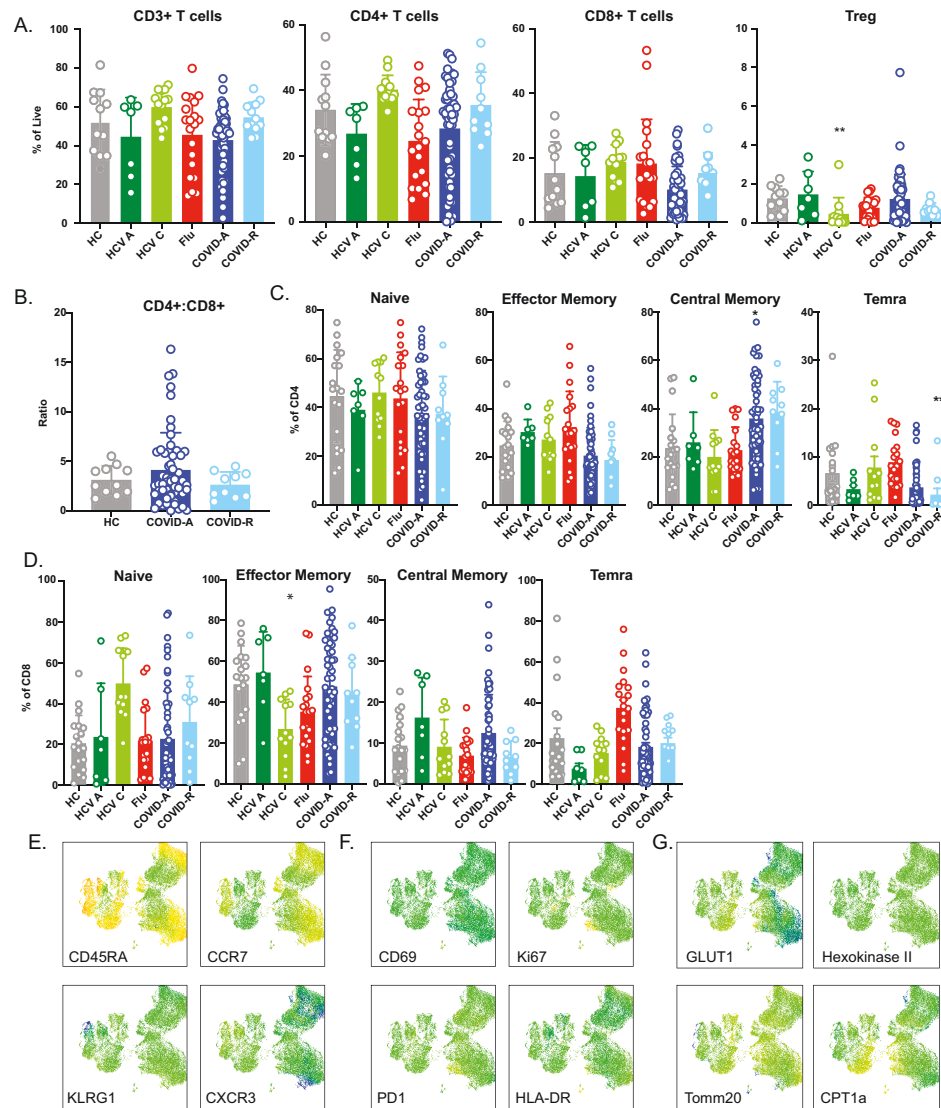 A.
CD3+ T cells
CD4+ T cells
CD8+ T cells
Treg
% of Live
100
80
60
40
20
0
60
40
20
0
60
40
20
0
10
8
6
4
2
0
**
HC
HCV A
HCV C
Flu
COVID-A
COVID-R
HC
HCV A
HCV C
Flu
COVID-A
COVID-R
HC
HCV A
HCV C
Flu
COVID-A
COVID-R
HC
HCV A
HCV C
Flu
COVID-A
COVID-R
B.
CD4+:CD8+
Ratio
20
15
10
5
0
HC
COVID-A
COVID-R
C.
Naive
Effector Memory
Central Memory
Temra
% of CD4
80
60
40
20
0
80
60
40
20
0
80
60
40
20
0
40
30
20
10
0
*
**
HC
HCV A
HCV C
Flu
COVID-A
COVID-R
HC
HCV A
HCV C
Flu
COVID-A
COVID-R
HC
HCV A
HCV C
Flu
COVID-A
COVID-R
HC
HCV A
HCV C
Flu
COVID-A
COVID-R
D.
Naive
Effector Memory
Central Memory
Temra
% of CD8
100
80
60
40
20
0
100
80
60
40
20
0
50
40
30
20
10
0
100
80
60
40
20
0
*
HC
HCV A
HCV C
Flu
COVID-A
COVID-R
HC
HCV A
HCV C
Flu
COVID-A
COVID-R
HC
HCV A
HCV C
Flu
COVID-A
COVID-R
HC
HCV A
HCV C
Flu
COVID-A
COVID-R
E.
CD45RA
CCR7
KLRG1
CXCR3
F.
CD69
Ki67
PD1
HLA-DR
G.
GLUT1
Hexokinase II
Tomm20
CPT1a